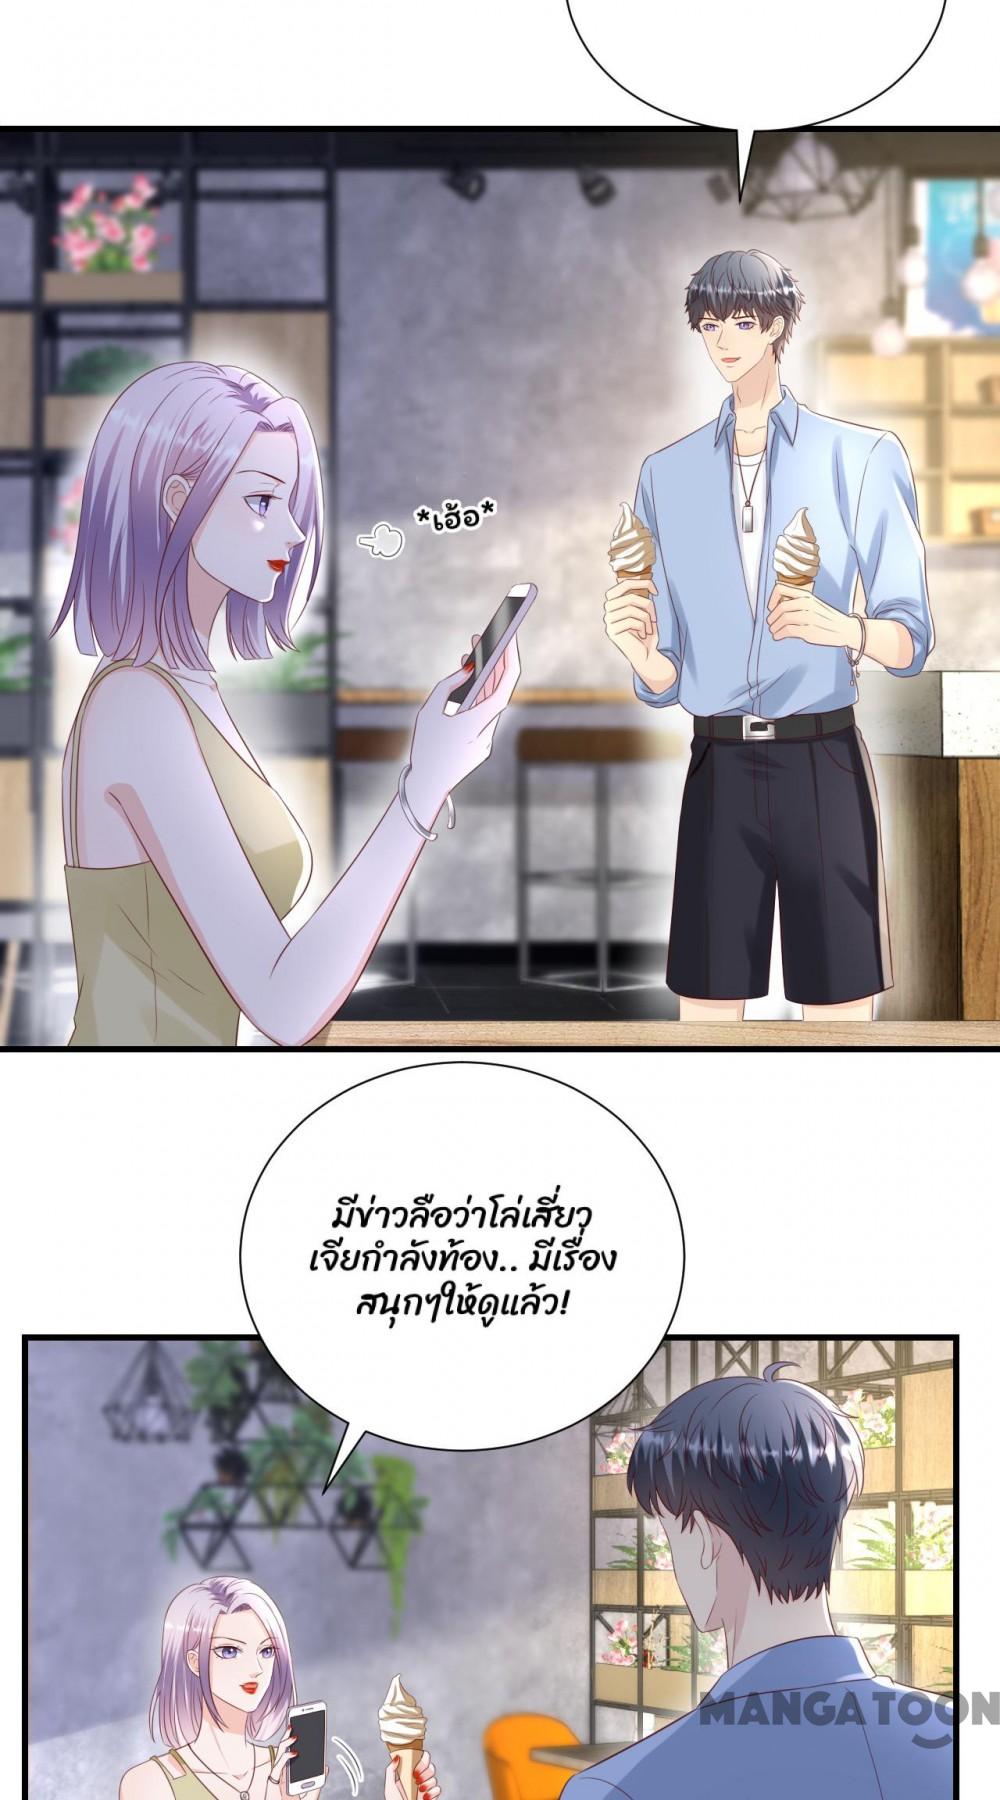 *เฮ้อ*
มีข่าวลือว่าโล่เสี่ยว
เจียกำลังท้อง.. มีเรื่อง
สนุกๆให้ดูแล้ว!
MANGATOON